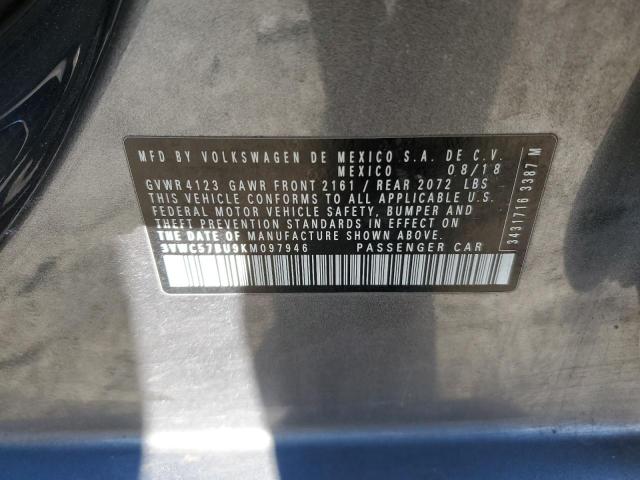 MFD BY VOLKSWAGEN DE MEXICO S.A. DE C.V.
MEXICO 08/18
GVWR 4123 GAWR FRONT 2161 / REAR 2072 LBS
THIS VEHICLE CONFORMS TO ALL APPLICABLE U.S.
FEDERAL MOTOR VEHICLE SAFETY, BUMPER AND
THEFT PREVENTION STANDARDS IN EFFECT ON
THE DATE OF MANUFACTURE SHOWN ABOVE.
3VWC57BU9KM097946 PASSENGER CAR
3431716 3387 M